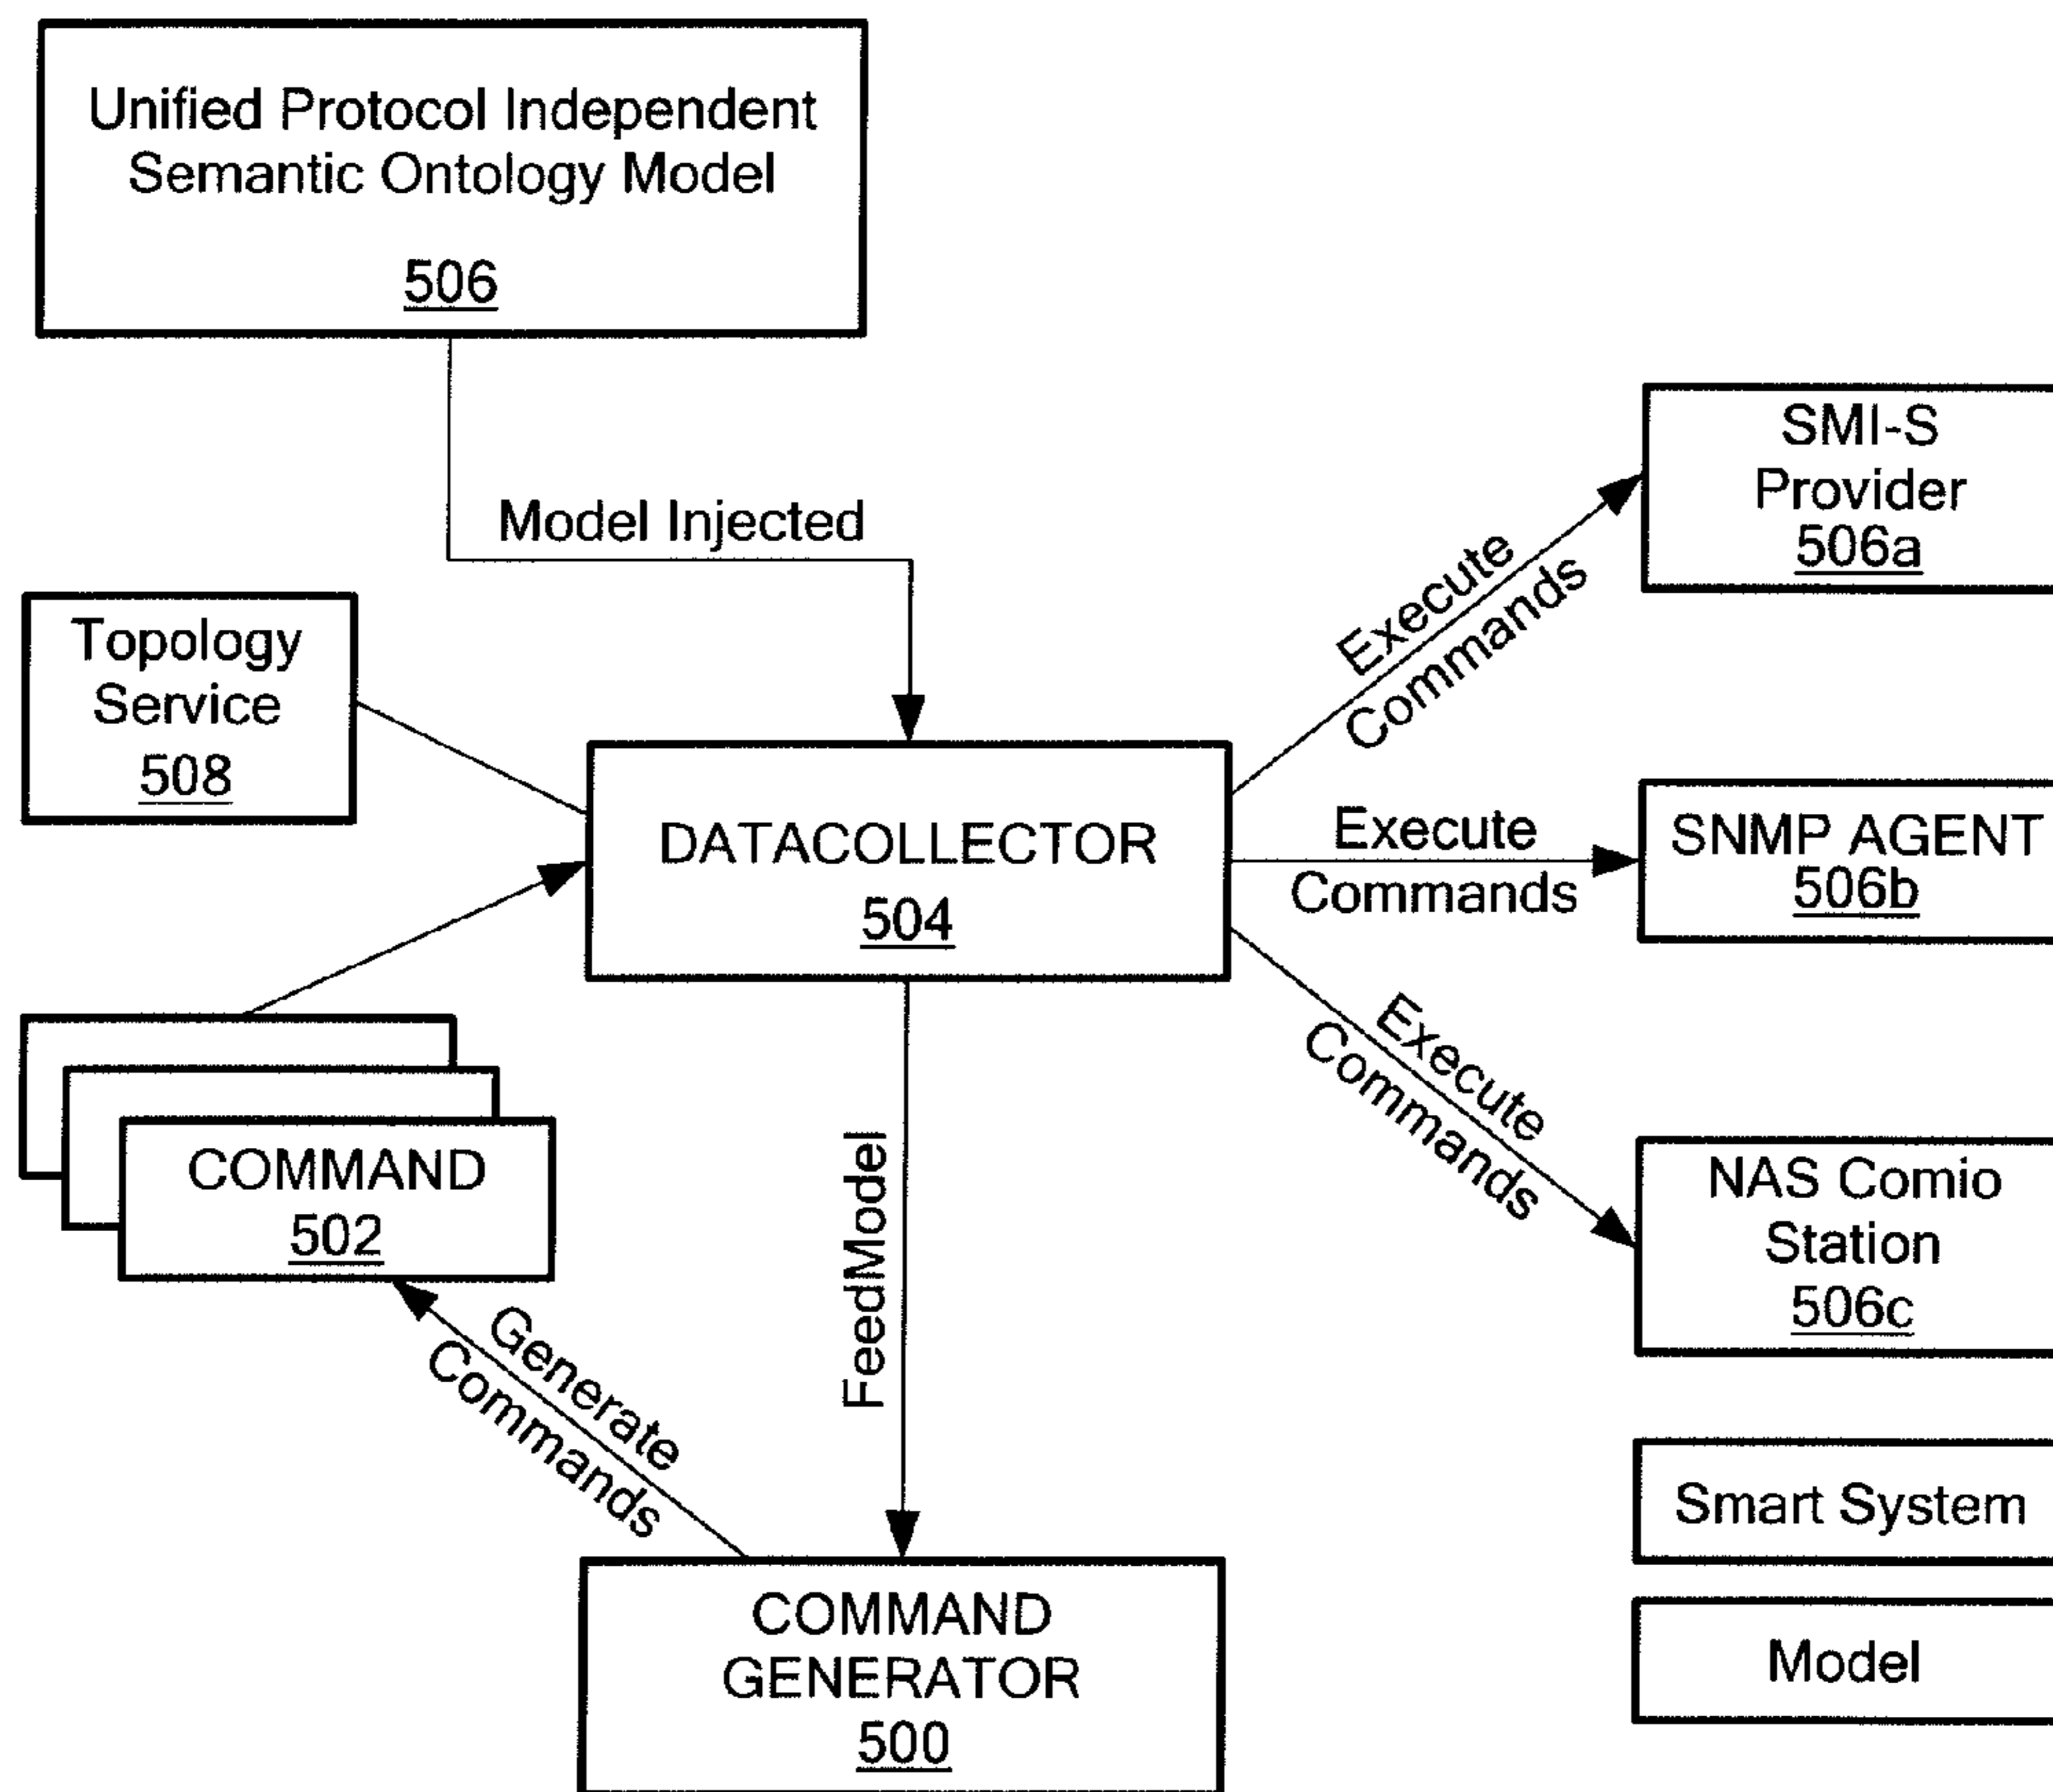 Unified Protocol Independent
Semantic Ontology Model
506
Model Injected
SMI-S
Provider
506a
Execute
Commands
Topology
Service
508
DATACOLLECTOR
504
Execute
Commands
SNMP AGENT
506b
Execute
Commands
COMMAND
502
FeedModel
NAS Comio
Station
506c
Generate
Commands
Smart System
Model
COMMAND
GENERATOR
500